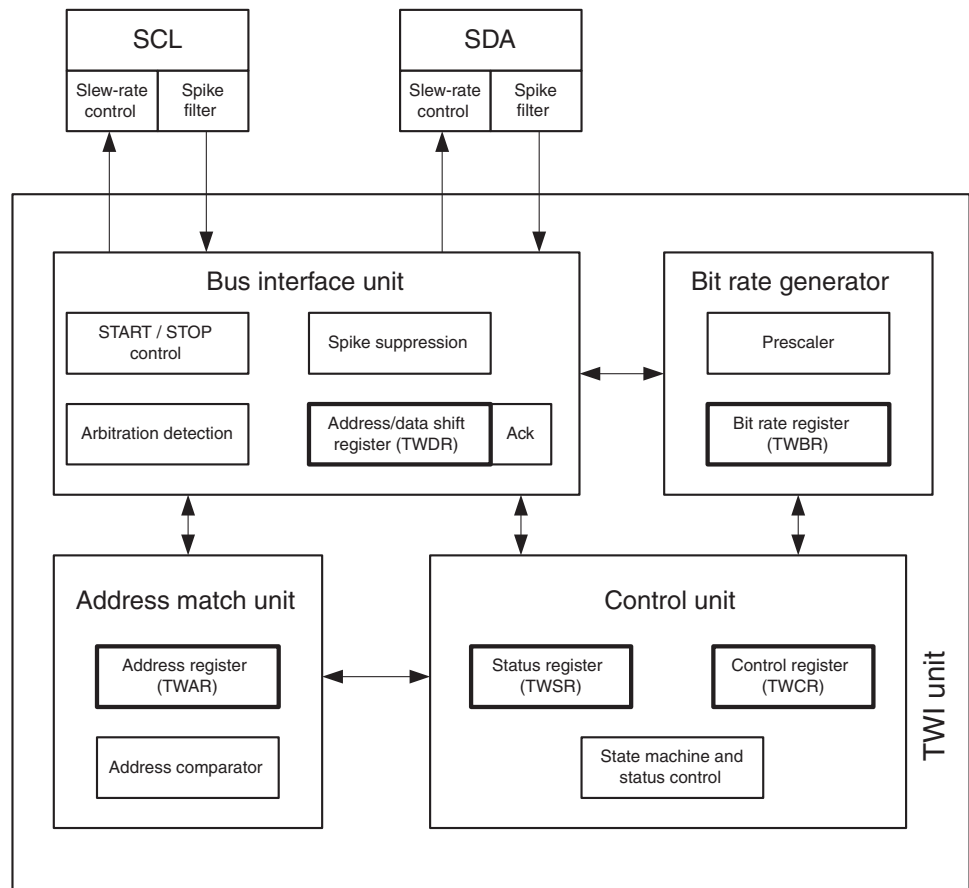 SCL
SDA
Slew-rate
control
Spike
filter
Slew-rate
control
Spike
filter
Bus interface unit
Bit rate generator
START / STOP
control
Spike suppression
Prescaler
Arbitration detection
Address/data shift
register (TWDR)
Ack
Bit rate register
(TWBR)
Address match unit
Control unit
Address register
(TWAR)
Status register
(TWSR)
Control register
(TWCR)
Address comparator
State machine and
status control
TWI unit